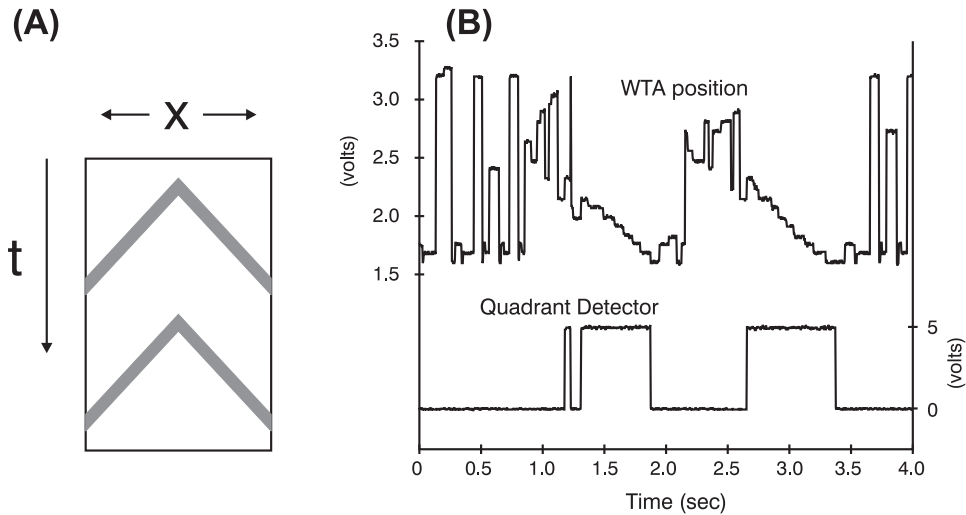 (A)
X
t
(B)
3.5
3.0
2.5
2.0
1.5
(volts)
WTA position
Quadrant Detector
5
0
(volts)
0 0.5 1.0 1.5 2.0 2.5 3.0 3.5 4.0
Time (sec)